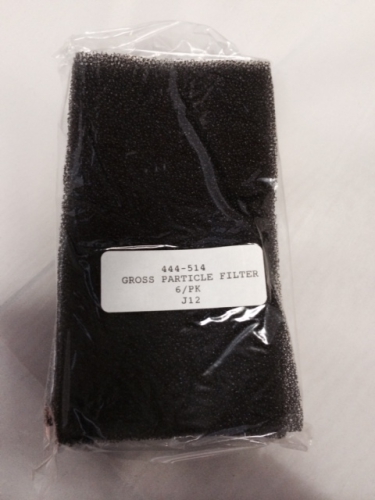 444-514
GROSS PARTICLE FILTER
6/PK
J12